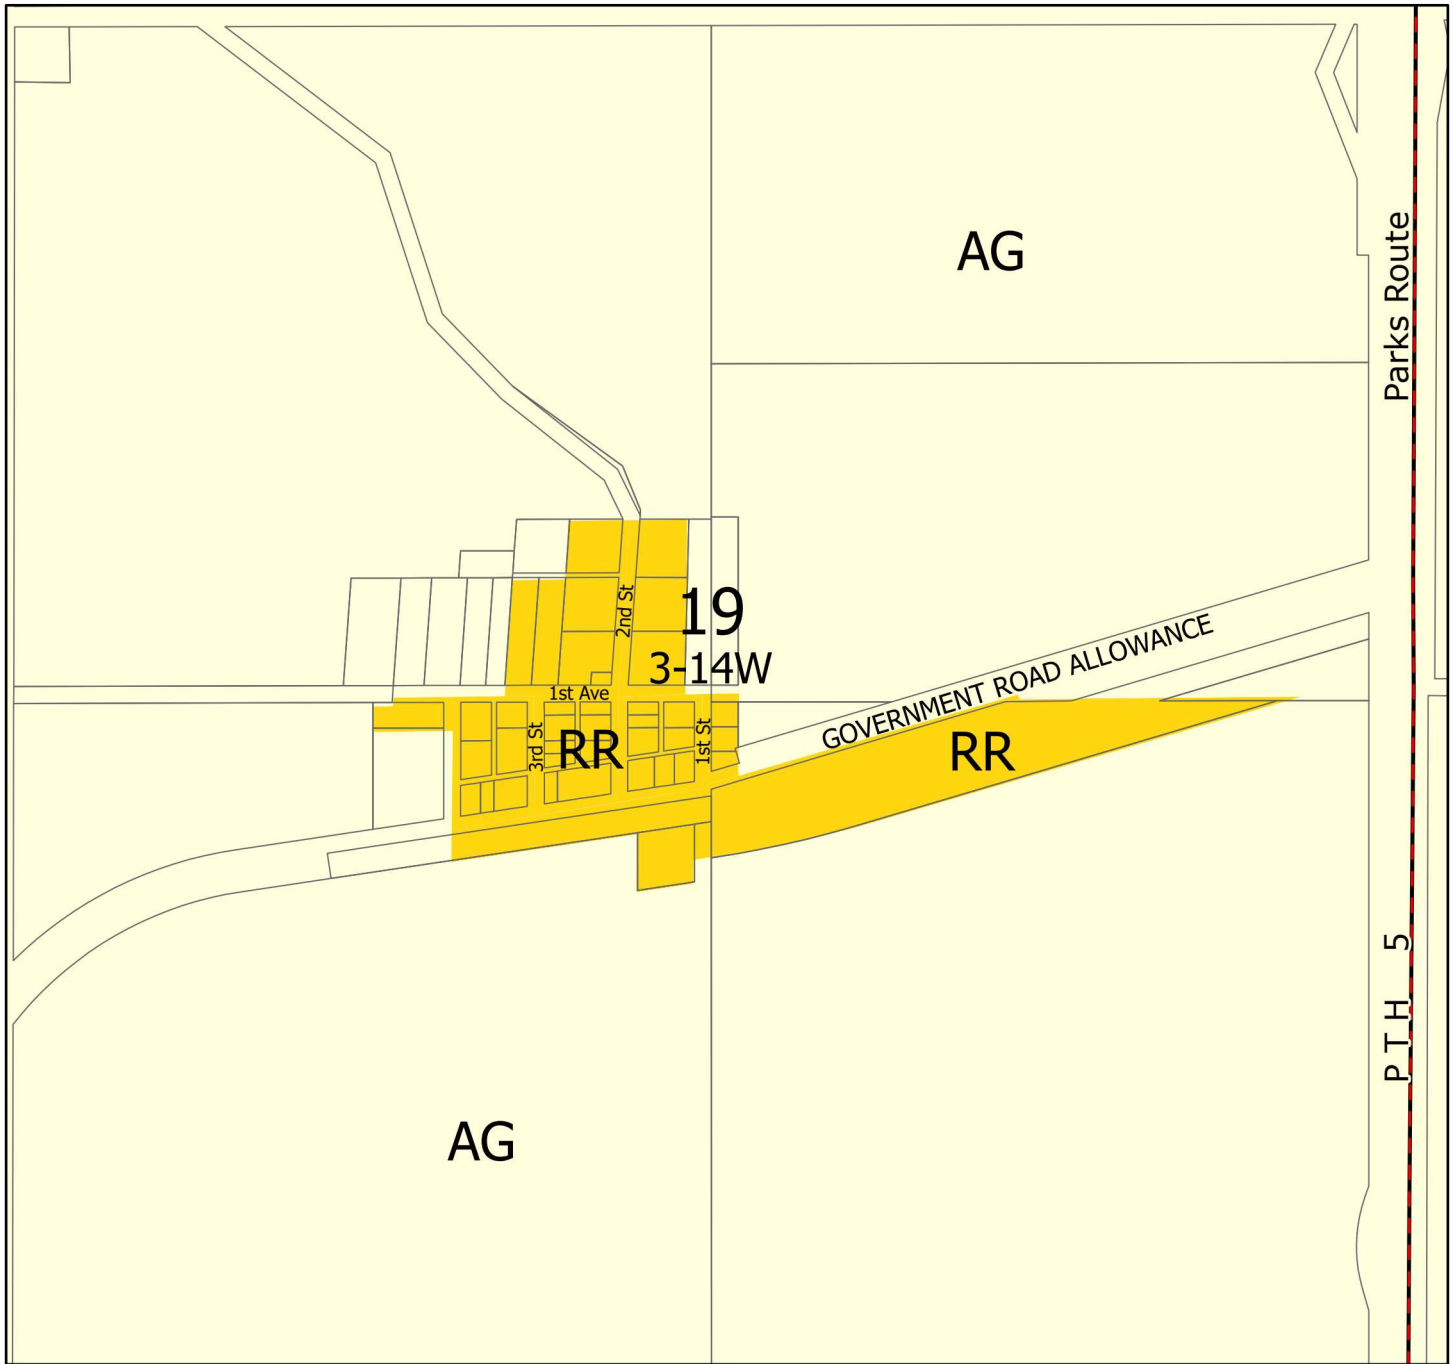 AG
Parks Route
2nd St
19
3-14W
1st Ave
GOVERNMENT ROAD ALLOWANCE
3rd St
RR
1st St
RR
PTH 5
AG